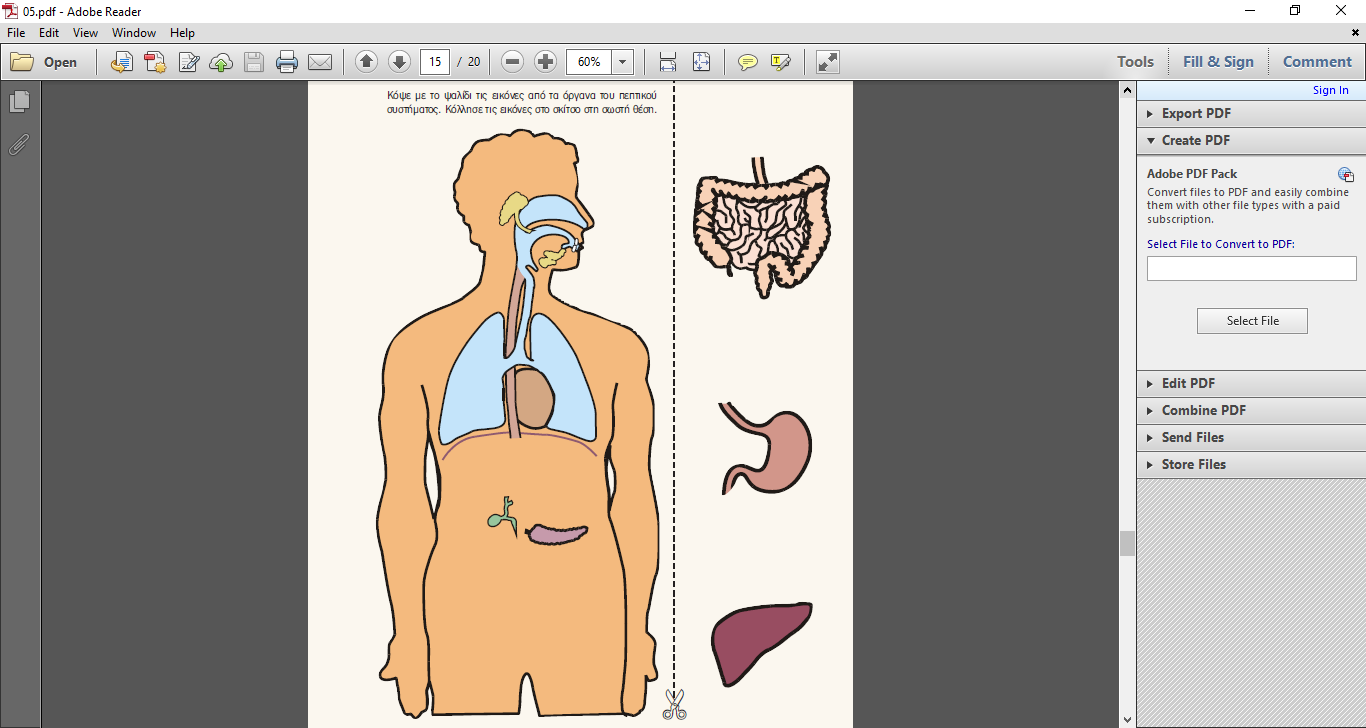 05.pdf - Adobe Reader
File Edit View Window Help
Open 15 / 20 60% Tools Fill & Sign Comment
Sign In
Export PDF
Create PDF
Adobe PDF Pack
Convert files to PDF and easily combine
them with other file types with a paid
subscription.
Select File to Convert to PDF:
Select File
Edit PDF
Combine PDF
Send Files
Store Files
Κόψε με το ψαλίδι τις εικόνες από τα όργανα του πεπτικού
συστήματος. Κόλλησε τις εικόνες στο σκίτσο στη σωστή θέση.